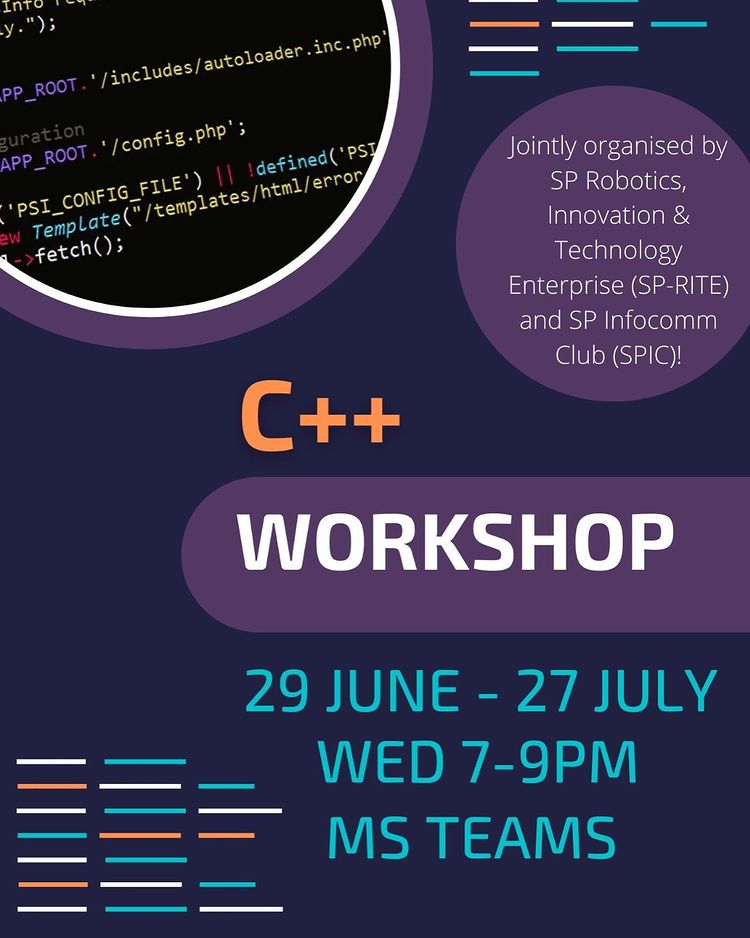 Info requ
y.");
APP_ROOT.'/includes/autoloader.inc.php'
guration
APP_ROOT.'/config.php';
('PSI_CONFIG_FILE') || !defined('PSI
ew Template("/templates/html/error
->fetch();
Jointly organised by
SP Robotics,
Innovation &
Technology
Enterprise (SP-RITE)
and SP Infocomm
Club (SPIC)!
C++
WORKSHOP
29 JUNE - 27 JULY
WED 7-9PM
MS TEAMS